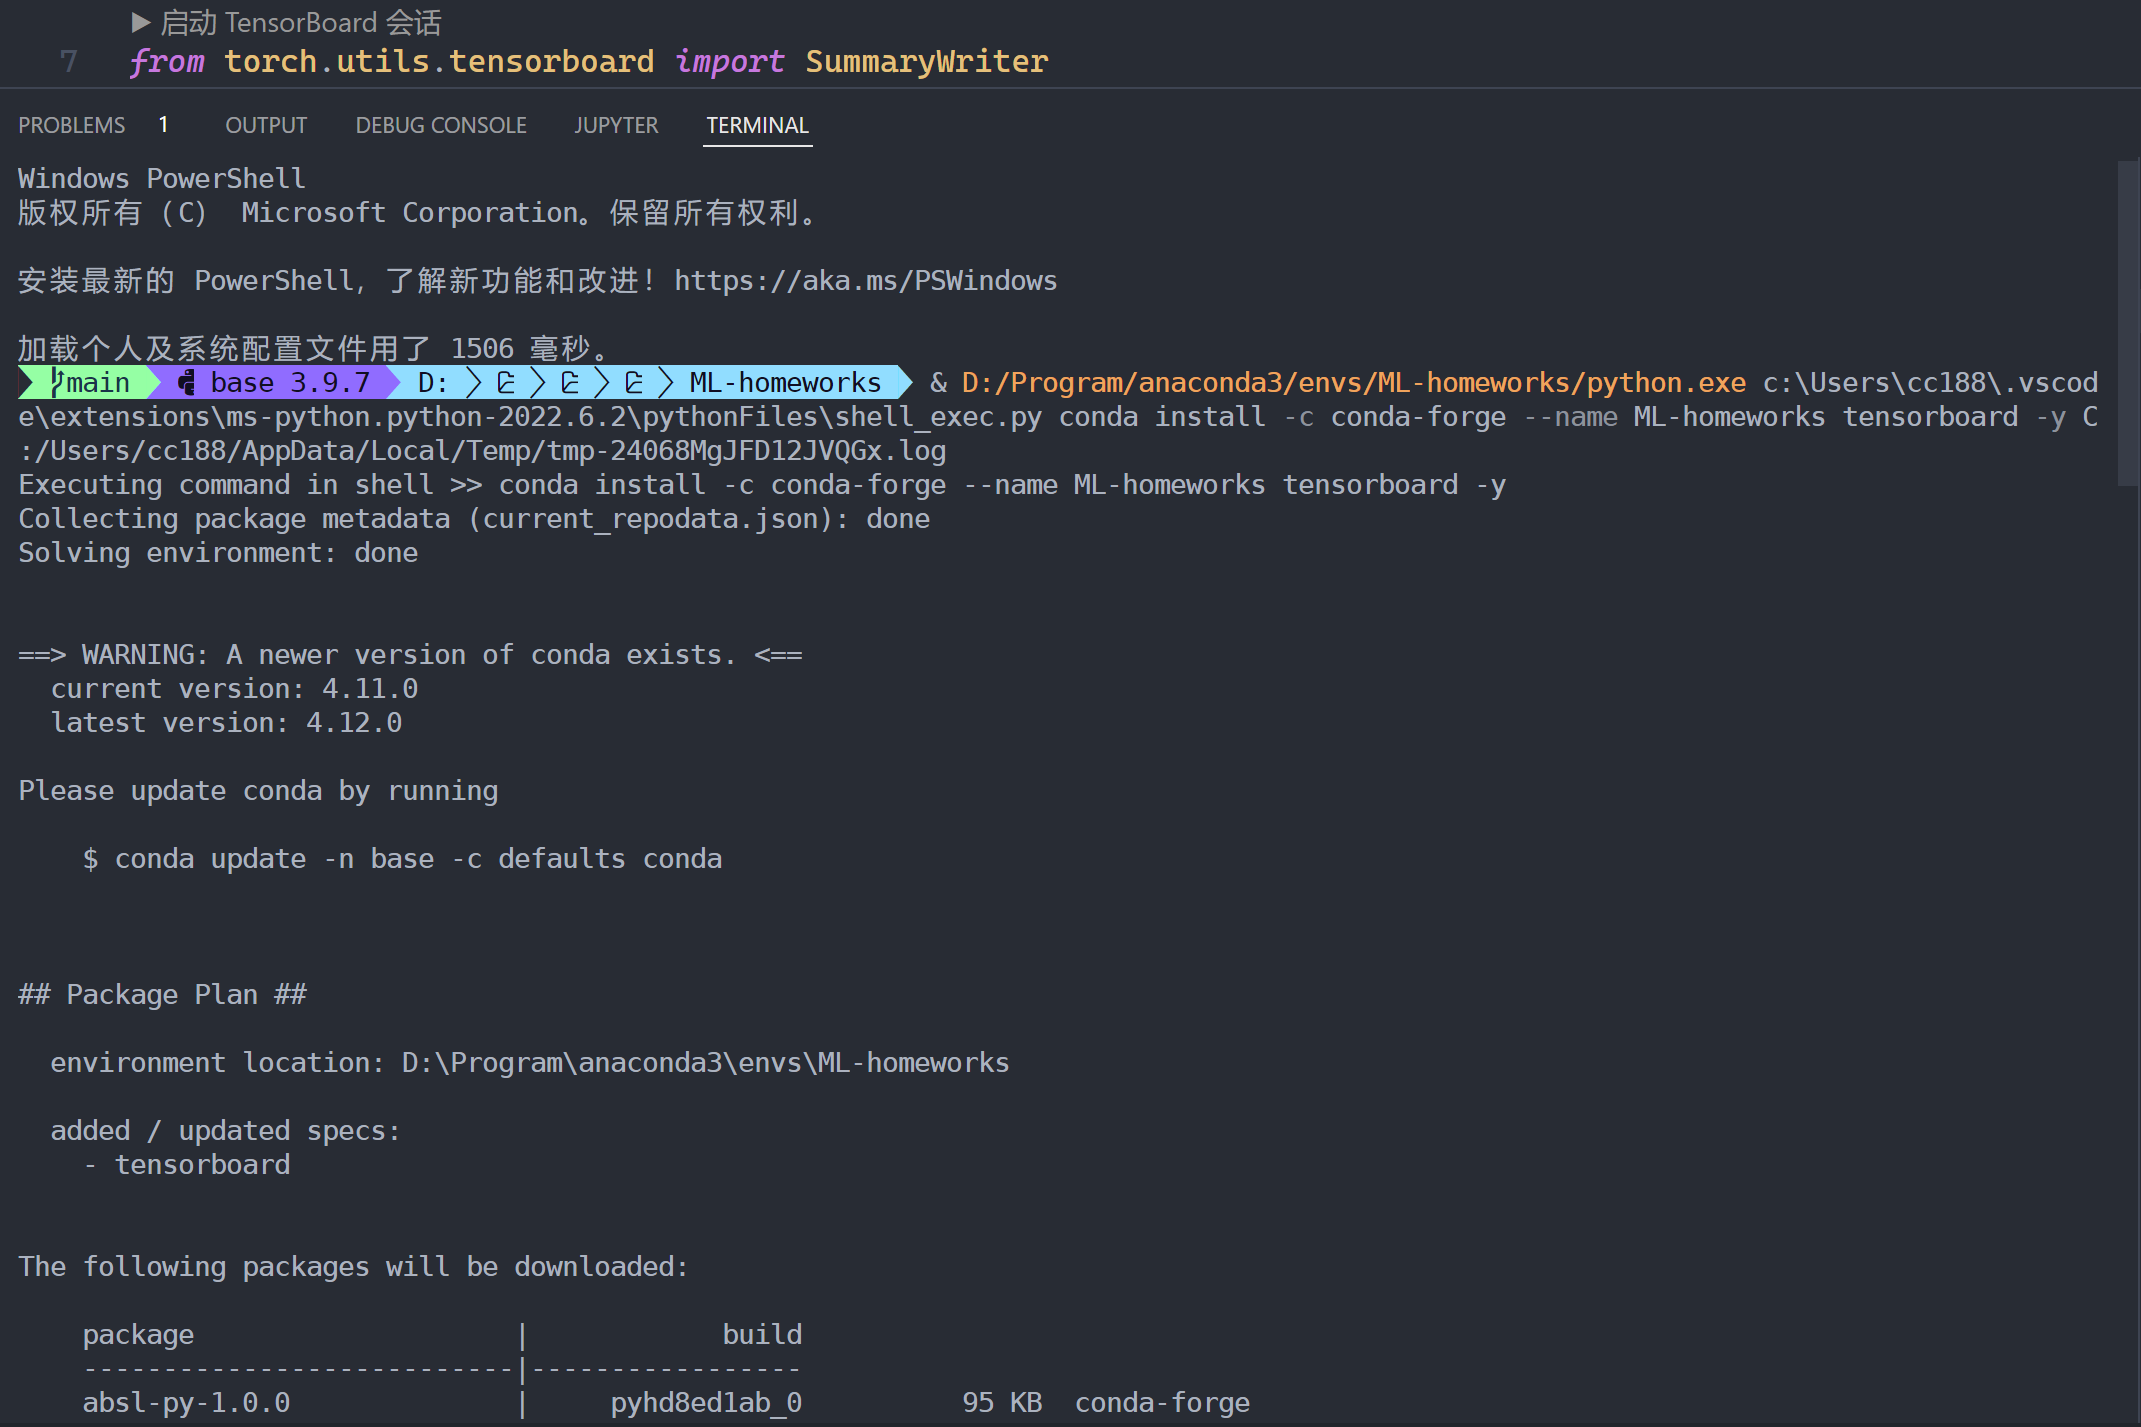 ▶ 启动 TensorBoard 会话
7 from torch.utils.tensorboard import SummaryWriter
PROBLEMS 1 OUTPUT DEBUG CONSOLE JUPYTER TERMINAL
Windows PowerShell
版权所有 (C) Microsoft Corporation。保留所有权利。
安装最新的 PowerShell，了解新功能和改进！https://aka.ms/PSWindows
加载个人及系统配置文件用了 1506 毫秒。
main base 3.9.7 D: ML-homeworks & D:/Program/anaconda3/envs/ML-homeworks/python.exe c:\Users\cc188\.vscod
e\extensions\ms-python.python-2022.6.2\pythonFiles\shell_exec.py conda install -c conda-forge --name ML-homeworks tensorboard -y C
:/Users/cc188/AppData/Local/Temp/tmp-24068MgJFD12JVQGx.log
Executing command in shell >> conda install -c conda-forge --name ML-homeworks tensorboard -y
Collecting package metadata (current_repodata.json): done
Solving environment: done
==> WARNING: A newer version of conda exists. <==
current version: 4.11.0
latest version: 4.12.0
Please update conda by running
$ conda update -n base -c defaults conda
## Package Plan ##
environment location: D:\Program\anaconda3\envs\ML-homeworks
added / updated specs:
- tensorboard
The following packages will be downloaded:
package | build
---------------------------|-----------------
absl-py-1.0.0 | pyhd8ed1ab_0 95 KB conda-forge